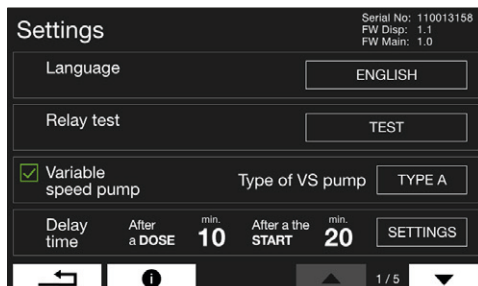 Settings
Serial No: 110013158
FW Disp: 1.1
FW Main: 1.0
Language
ENGLISH
Relay test
TEST
Variable
speed pump
Type of VS pump
TYPE A
Delay
time
After
a DOSE
min.
10
After a the
START
min.
20
SETTINGS
i
1/5